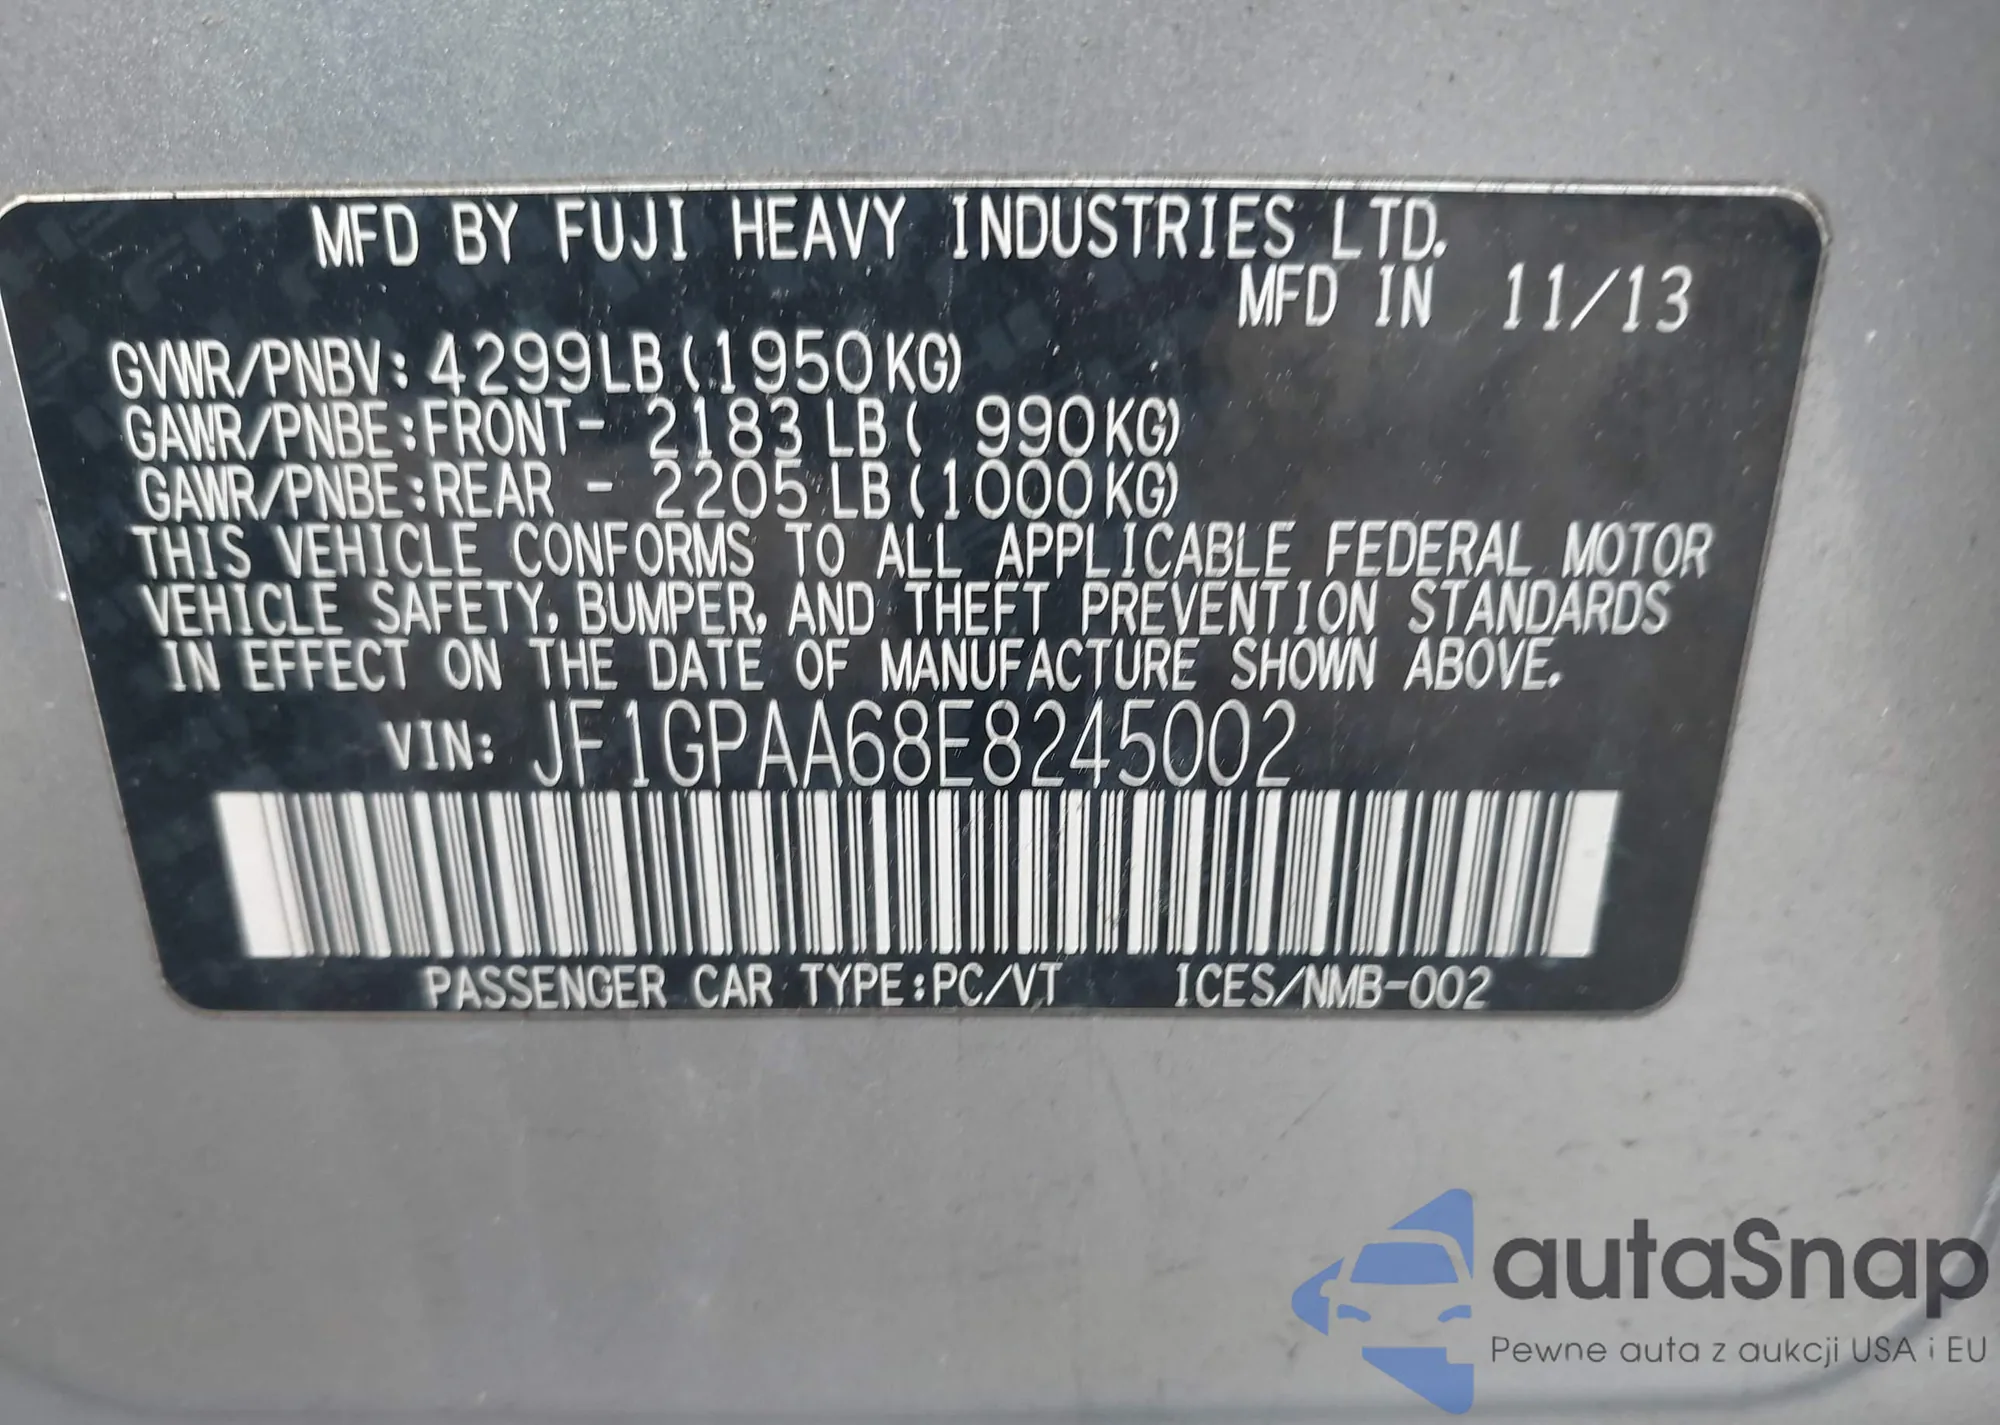 MFD BY FUJI HEAVY INDUSTRIES LTD.
MFD IN 11/13
GVWR/PNBV: 4299LB (1950KG)
GAWR/PNBE:FRONT- 2183 LB ( 990KG)
GAWR/PNBE:REAR - 2205 LB (1000KG)
THIS VEHICLE CONFORMS TO ALL APPLICABLE FEDERAL MOTOR
VEHICLE SAFETY, BUMPER, AND THEFT PREVENTION STANDARDS
IN EFFECT ON THE DATE OF MANUFACTURE SHOWN ABOVE.
VIN: JF1GPAA68E8245002
PASSENGER CAR TYPE:PC/VT ICES/NMB-002
autaSnap
Pewne auta z aukcji USA i EU